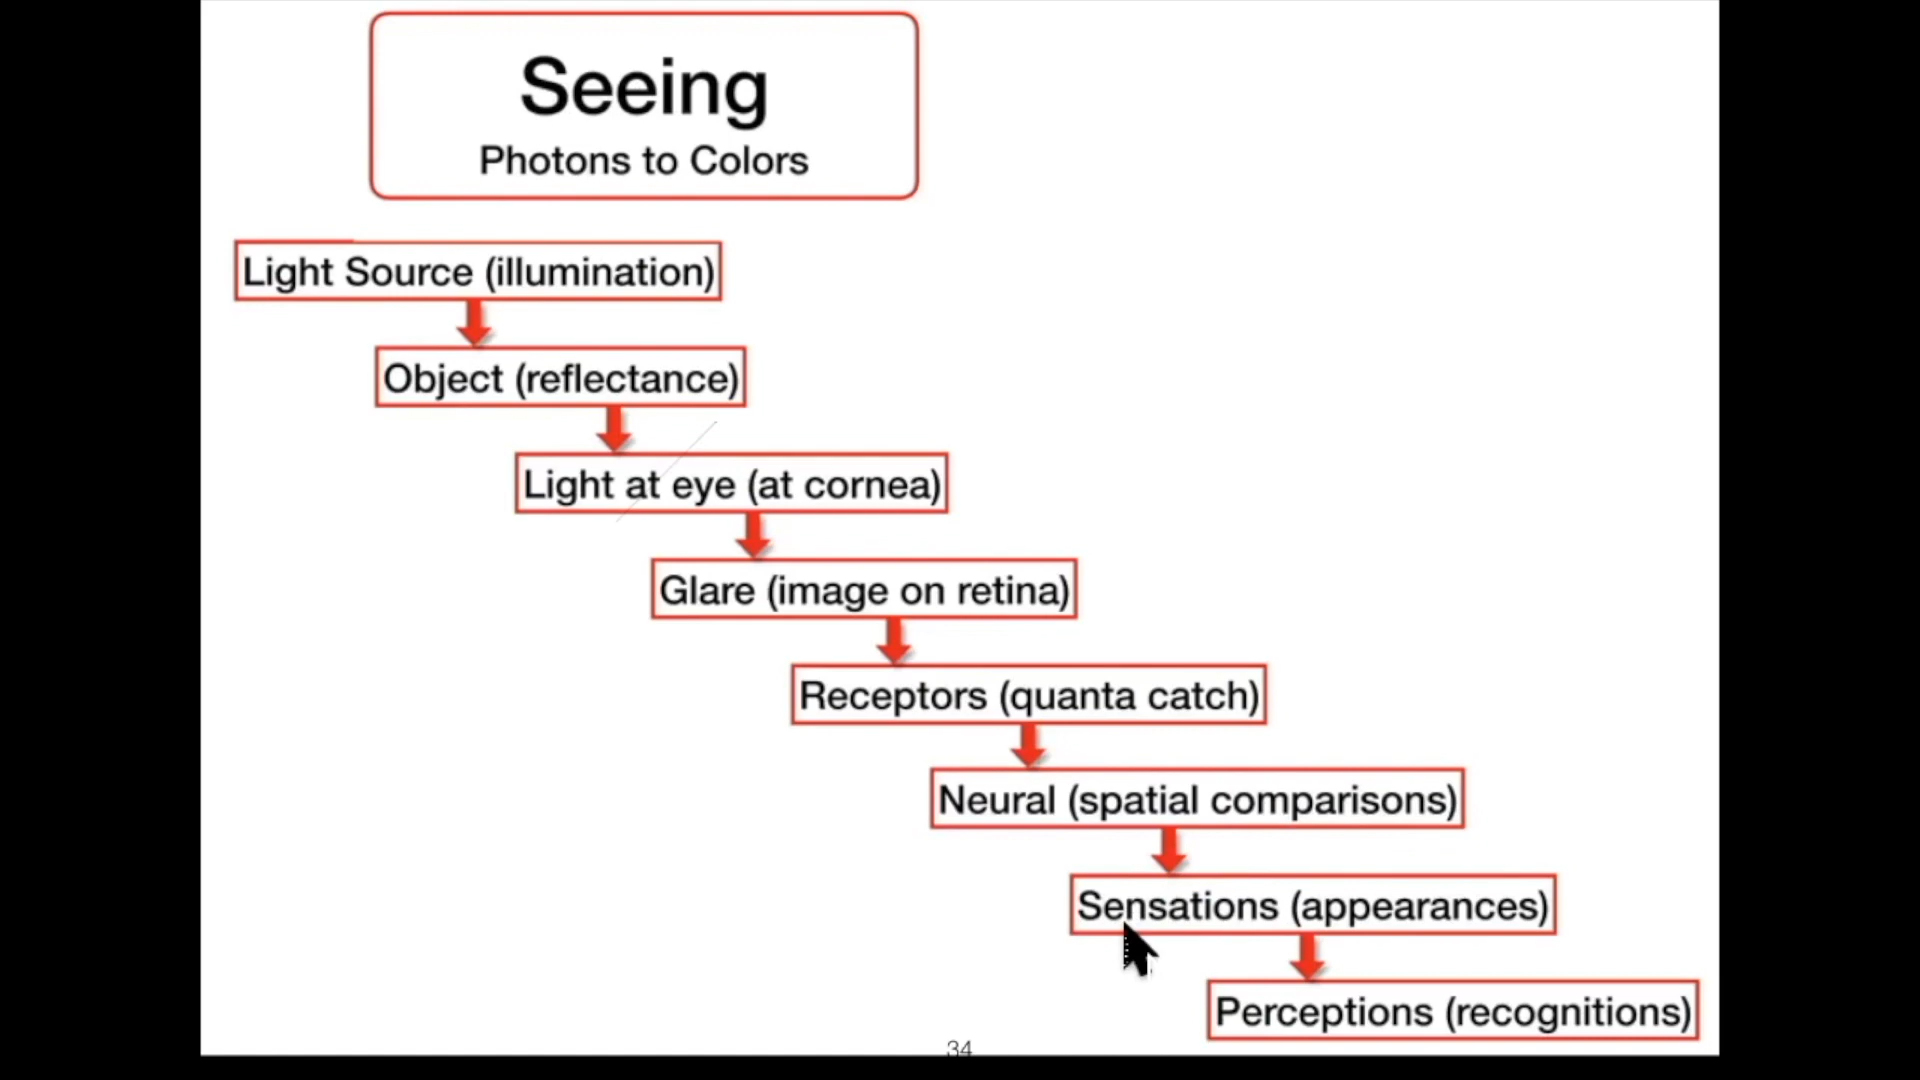 Seeing
Photons to Colors
Light Source (illumination)
Object (reflectance)
Light at eye (at cornea)
Glare (image on retina)
Receptors (quanta catch)
Neural (spatial comparisons)
Sensations (appearances)
Perceptions (recognitions)
34